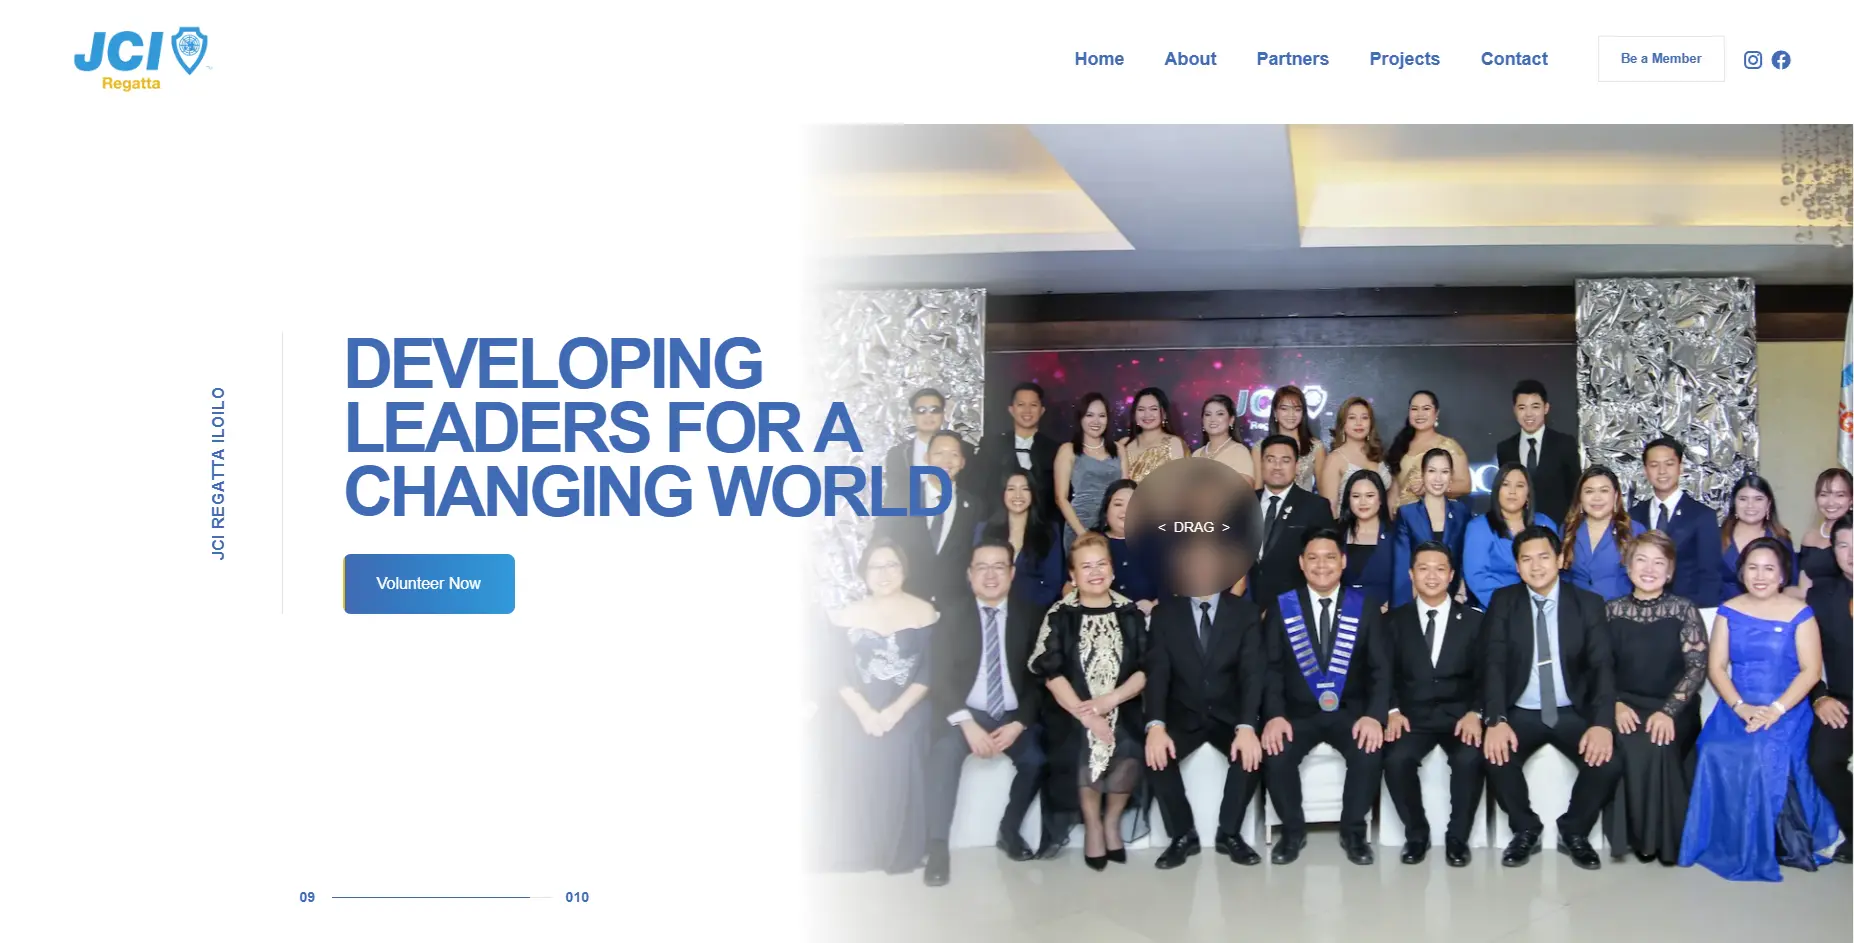 JCI
Regatta
Home
About
Partners
Projects
Contact
Be a Member
JCI REGATTA ILOILO
DEVELOPING
LEADERS FOR A
CHANGING WORLD
Volunteer Now
JCI
< DRAG >
09
010